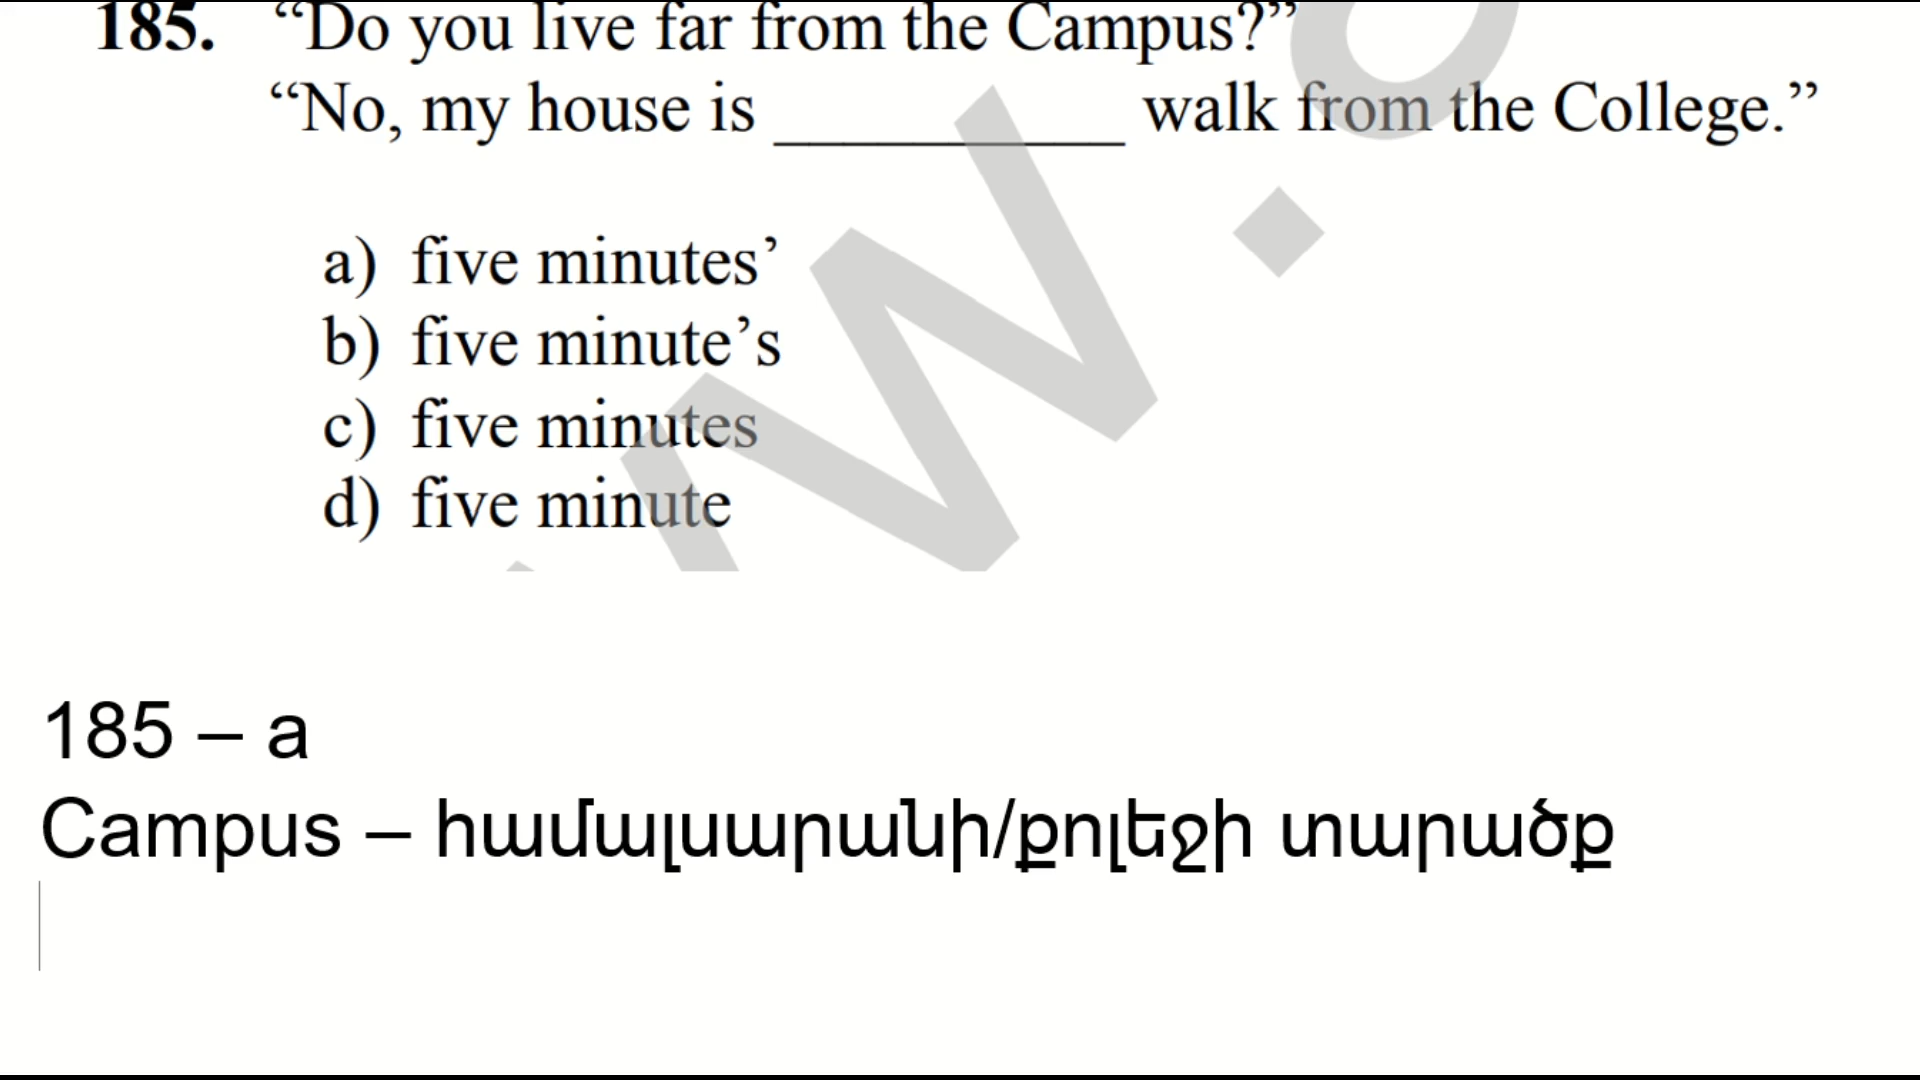 185. “Do you live far from the Campus?”
“No, my house is __________ walk from the College.”
a) five minutes’
b) five minute’s
c) five minutes
d) five minute
185 – a
Campus – համալսարանի/քոլեջի տարածք